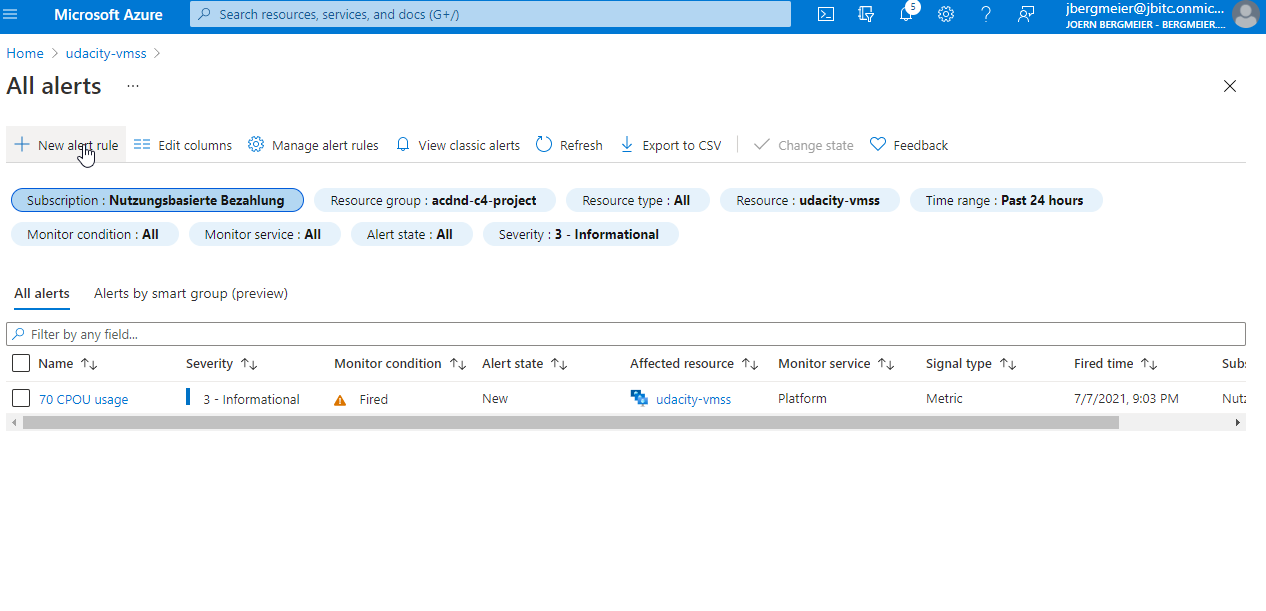 Microsoft Azure Search resources, services, and docs (G+/) 5 jbergmeier@jbitc.onmic...
JOERN BERGMEIER - BERGMEIER....
Home > udacity-vmss >
All alerts ...
New alert rule Edit columns Manage alert rules View classic alerts Refresh Export to CSV Change state Feedback
Subscription : Nutzungsbasierte Bezahlung Resource group : acdnd-c4-project Resource type : All Resource : udacity-vmss Time range : Past 24 hours
Monitor condition : All Monitor service : All Alert state : All Severity : 3 - Informational
All alerts Alerts by smart group (preview)
Filter by any field...
Name Severity Monitor condition Alert state Affected resource Monitor service Signal type Fired time Subs
70 CPOU usage 3 - Informational Fired New udacity-vmss Platform Metric 7/7/2021, 9:03 PM Nutz